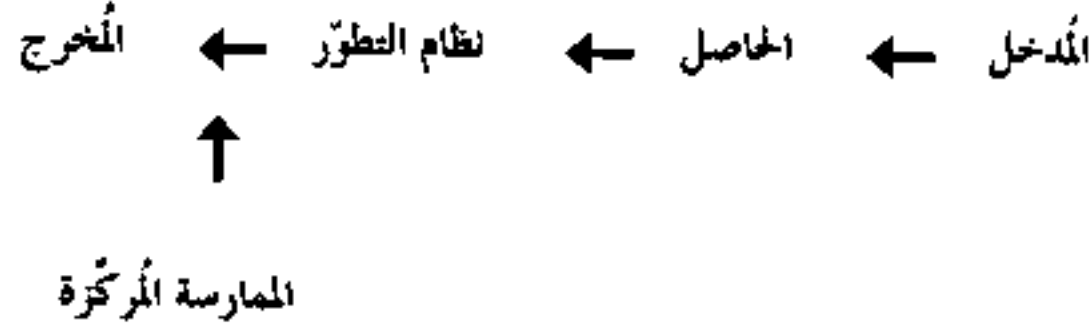 المُدخل ← الحاصل ← نظام التطوّر ← المُخرج
↑
الممارسة المُركّزة